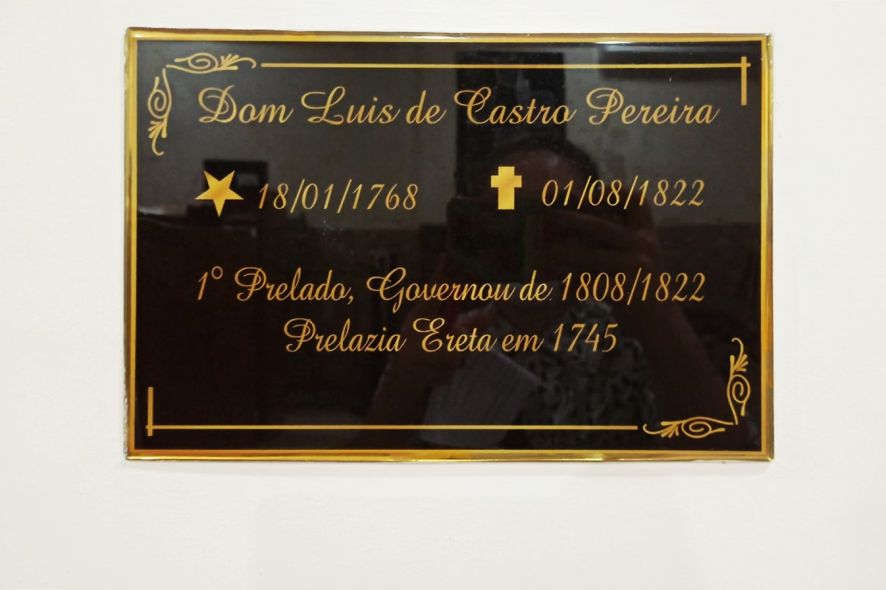 Dom Luis de Castro Pereira
18/01/1768 01/08/1822
1º Prelado, Governou de 1808/1822
Prelazia Ereta em 1745